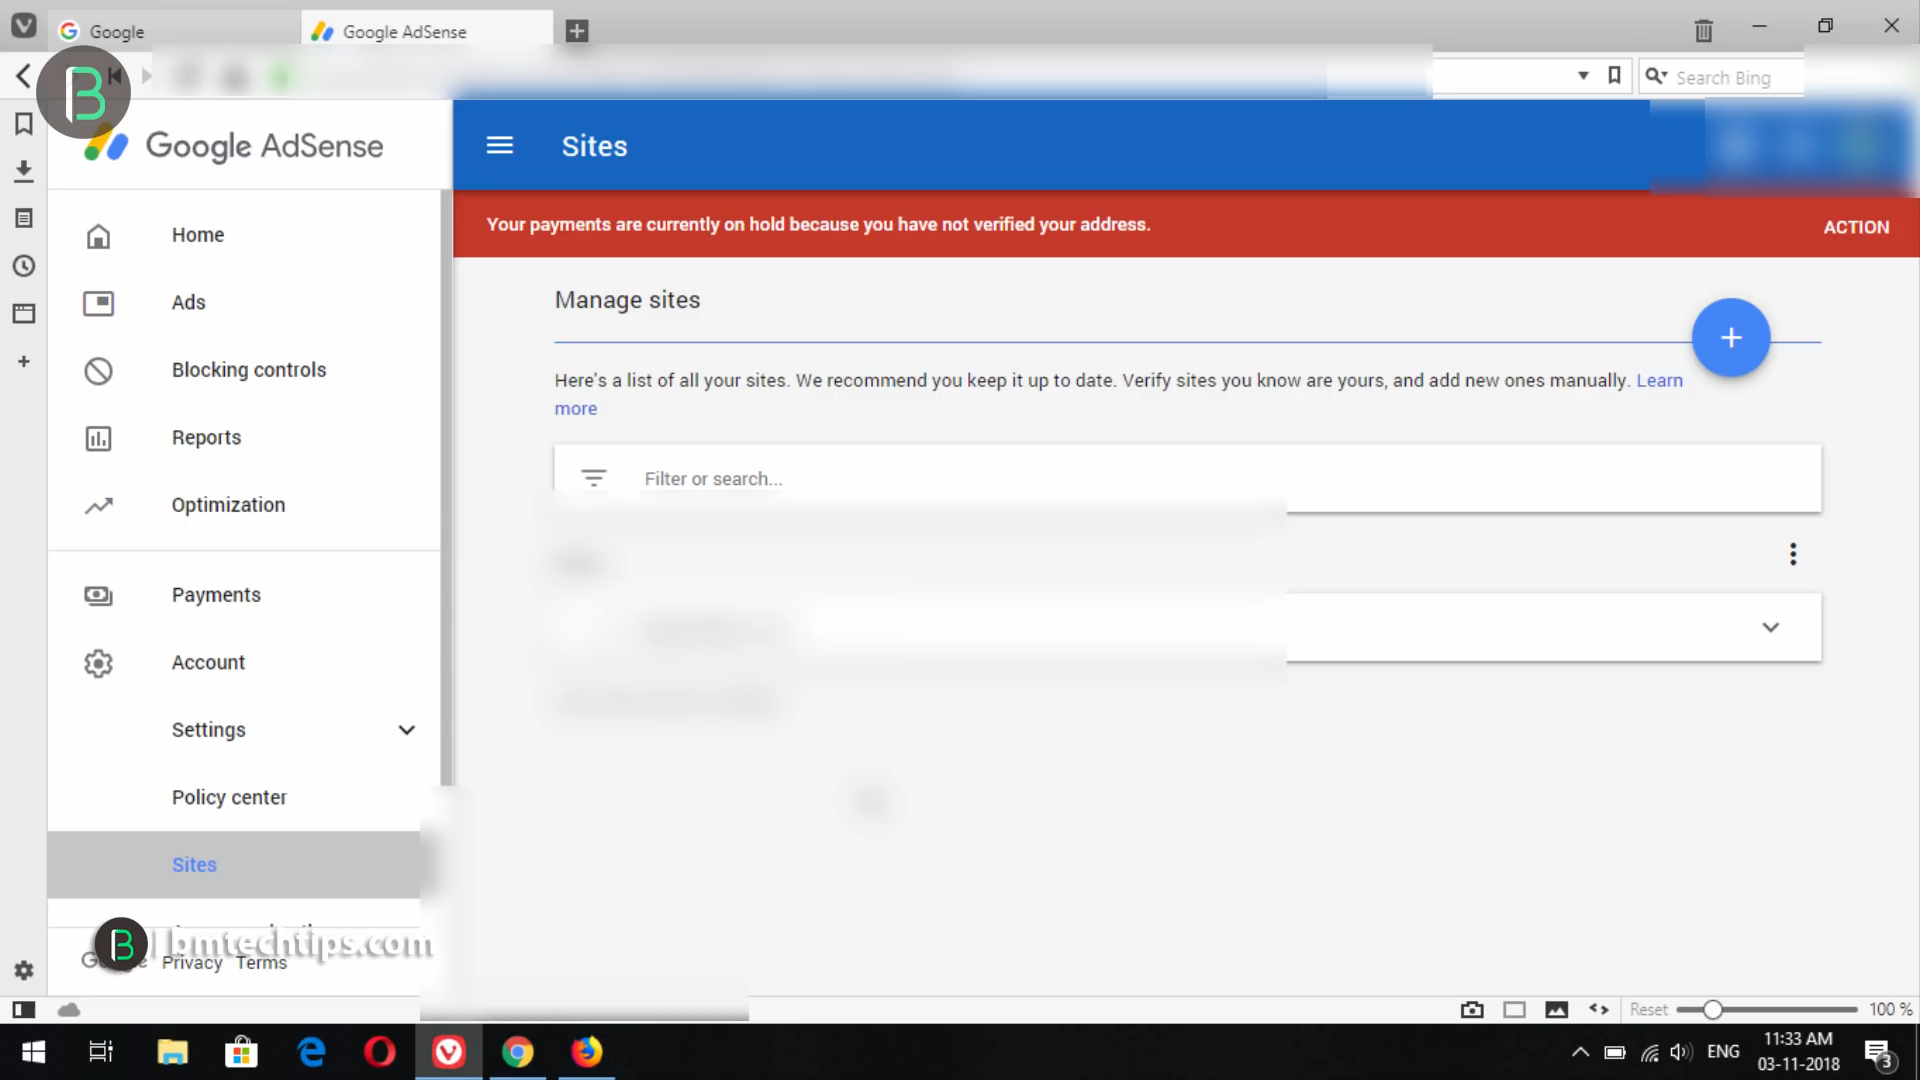 Google
Google AdSense
Search Bing
Google AdSense
Sites
Your payments are currently on hold because you have not verified your address.
ACTION
Home
Ads
Blocking controls
Reports
Optimization
Payments
Account
Settings
Policy center
Sites
Manage sites
Here's a list of all your sites. We recommend you keep it up to date. Verify sites you know are yours, and add new ones manually. Learn
more
Filter or search...
bmtechtips.com
Privacy Terms
Reset
100 %
ENG
11:33 AM
03-11-2018
3